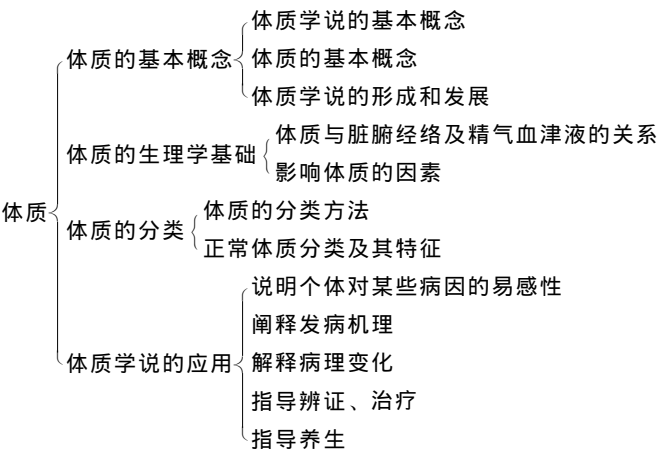 体质
体质的基本概念
体质学说的基本概念
体质的基本概念
体质学说的形成和发展
体质的生理学基础
体质与脏腑经络及精气血津液的关系
影响体质的因素
体质的分类
体质的分类方法
正常体质分类及其特征
体质学说的应用
说明个体对某些病因的易感性
阐释发病机理
解释病理变化
指导辨证、治疗
指导养生